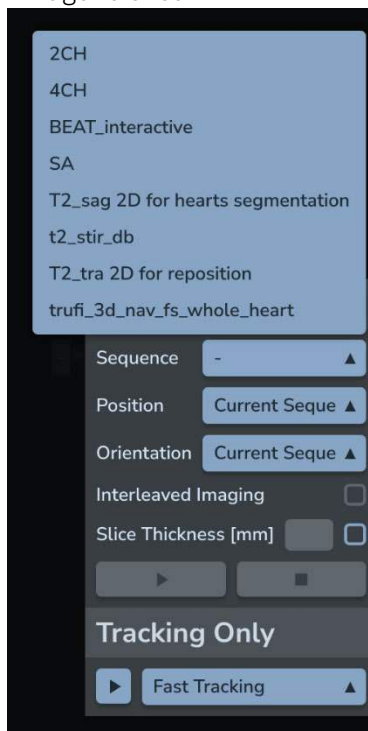 2CH
4CH
BEAT_interactive
SA
T2_sag 2D for hearts segmentation
t2_stir_db
T2_tra 2D for reposition
trufi_3d_nav_fs_whole_heart
Sequence -
Position Current Seque
Orientation Current Seque
Interleaved Imaging
Slice Thickness [mm]
Tracking Only
Fast Tracking